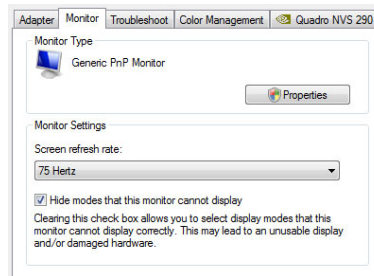 Adapter Monitor Troubleshoot Color Management Quadro NVS 290
Monitor Type
Generic PnP Monitor
Properties
Monitor Settings
Screen refresh rate:
75 Hertz
Hide modes that this monitor cannot display
Clearing this check box allows you to select display modes that this
monitor cannot display correctly. This may lead to an unusable display
and/or damaged hardware.